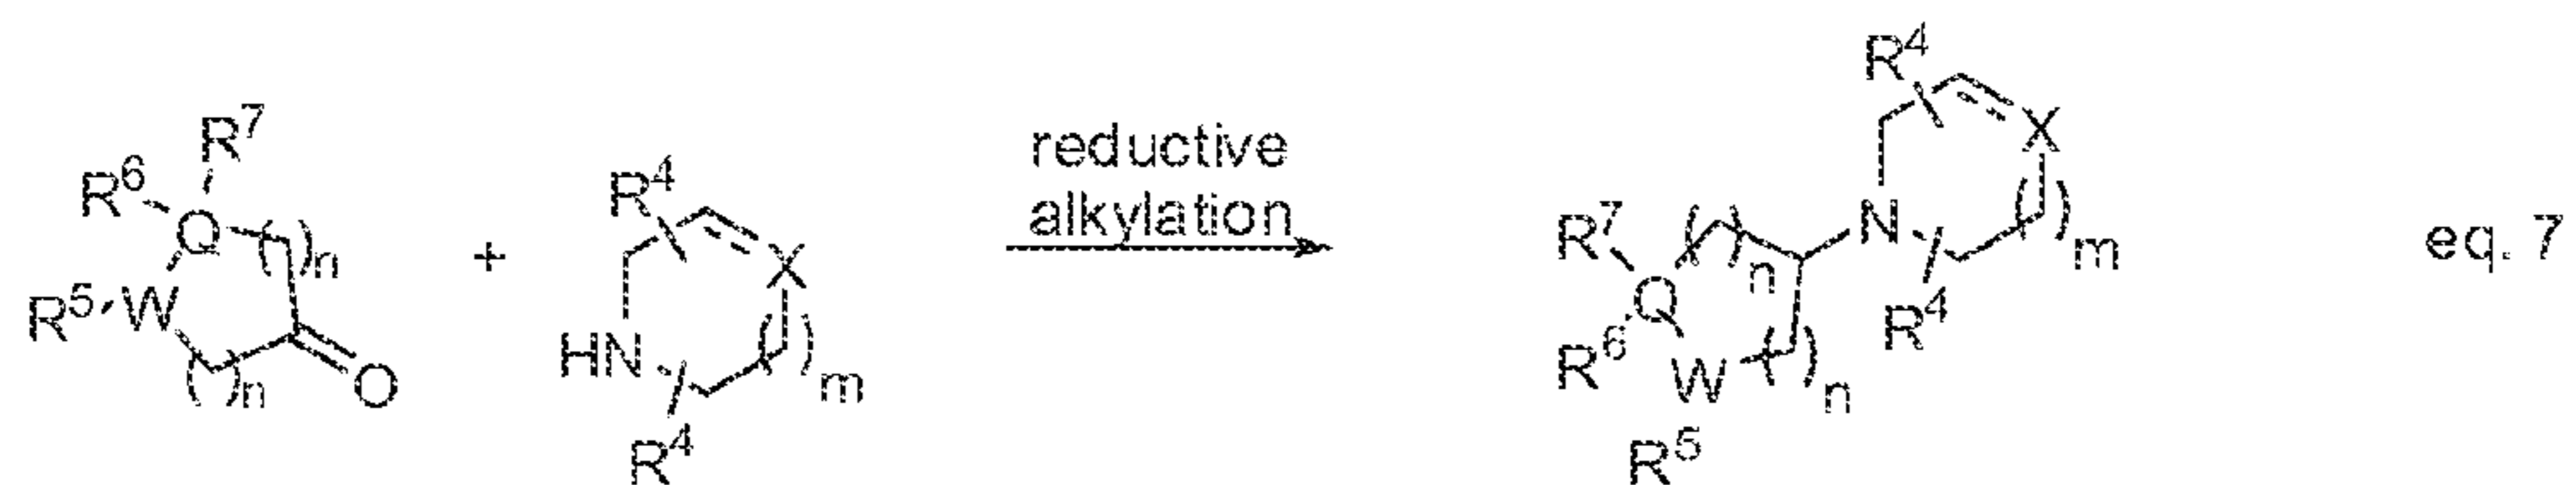 R⁷
R⁶
Q
( )n
R⁵
W
( )n
O
+
R⁴
X
HN
( )m
R⁴
reductive
alkylation
R⁴
X
N
( )m
R⁴
R⁷
( )n
Q
R⁶
W
( )n
R⁵
eq. 7